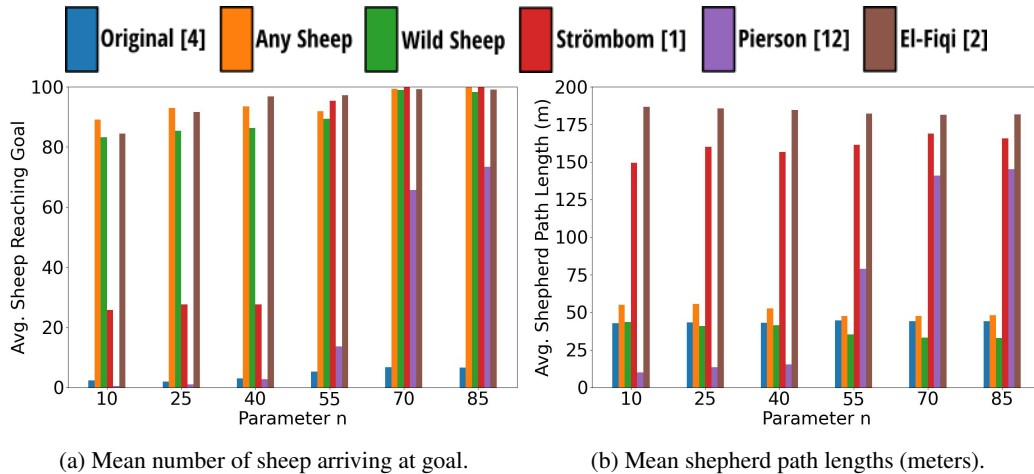 Original [4] Any Sheep Wild Sheep Strömbom [1] Pierson [12] El-Fiqi [2]
Avg. Sheep Reaching Goal
100
80
60
40
20
0
10 25 40 55 70 85
Parameter n
(a) Mean number of sheep arriving at goal.
Avg. Shepherd Path Length (m)
200
175
150
125
100
75
50
25
0
10 25 40 55 70 85
Parameter n
(b) Mean shepherd path lengths (meters).